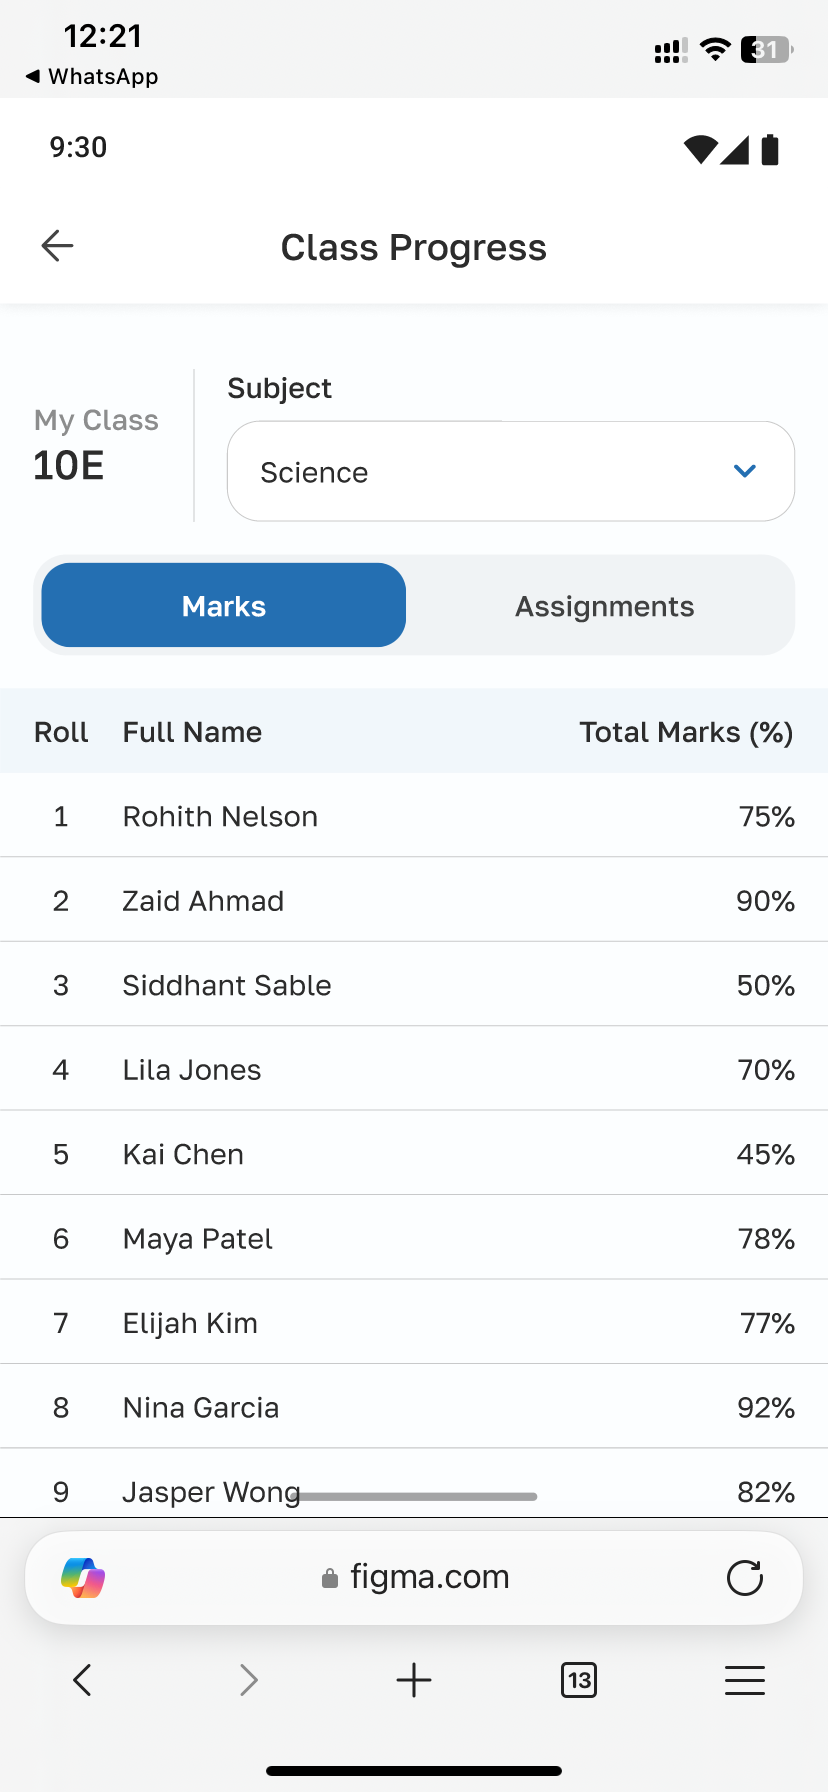 12:21
31
◀ WhatsApp
9:30
Class Progress
My Class
10E
Subject
Science
Marks
Assignments
Roll Full Name Total Marks (%)
1 Rohith Nelson 75%
2 Zaid Ahmad 90%
3 Siddhant Sable 50%
4 Lila Jones 70%
5 Kai Chen 45%
6 Maya Patel 78%
7 Elijah Kim 77%
8 Nina Garcia 92%
9 Jasper Wong 82%
figma.com
13